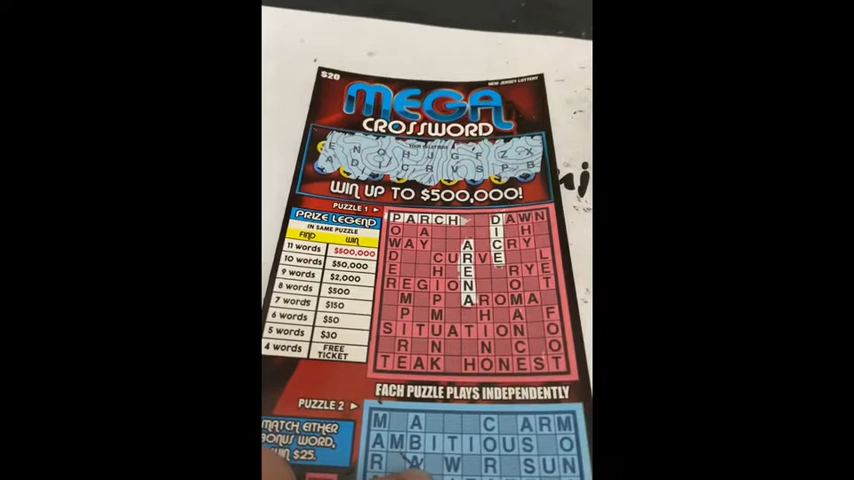 $20
NEW JERSEY LOTTERY
MEGA
CROSSWORD
E N O H J G F Z X
A D I C R V S P B
WIN UP TO $500,000!
PUZZLE 1
PRIZE LEGEND
IN SAME PUZZLE
FIND WIN
11 words $500,000
10 words $50,000
9 words $2,000
8 words $500
7 words $150
6 words $50
5 words $30
4 words FREE TICKET
PARCH DAWN
O A I H
WAY A CRY
D CURVE L
E H E RYE
REGION O T
M P AROMA
P M H A F
SITUATION O
R N N C O
TEAK HONEST
EACH PUZZLE PLAYS INDEPENDENTLY
PUZZLE 2
MATCH EITHER
BONUS WORD,
WIN $25.
M A C ARM
AMBITIOUS O
R A W R SUN